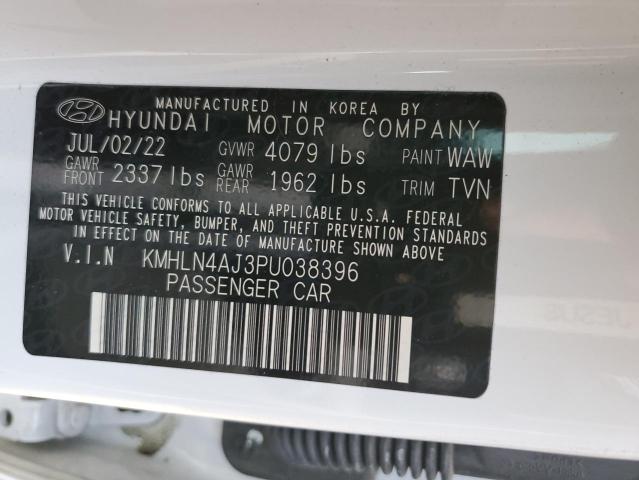 MANUFACTURED IN KOREA BY
HYUNDAI MOTOR COMPANY
JUL/02/22 GVWR 4079 lbs PAINT WAW
GAWR FRONT 2337 lbs GAWR REAR 1962 lbs TRIM TVN
THIS VEHICLE CONFORMS TO ALL APPLICABLE U.S.A. FEDERAL
MOTOR VEHICLE SAFETY, BUMPER, AND THEFT PREVENTION STANDARDS
IN EFFECT ON THE DATE OF MANUFACTURE SHOWN ABOVE.
V.I.N KMHLN4AJ3PU038396
PASSENGER CAR